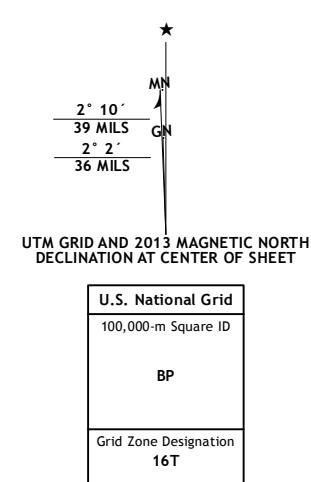 ★
MN
2° 10´
39 MILS
GN
2° 2´
36 MILS
UTM GRID AND 2013 MAGNETIC NORTH
DECLINATION AT CENTER OF SHEET
U.S. National Grid
100,000-m Square ID
BP
Grid Zone Designation
16T